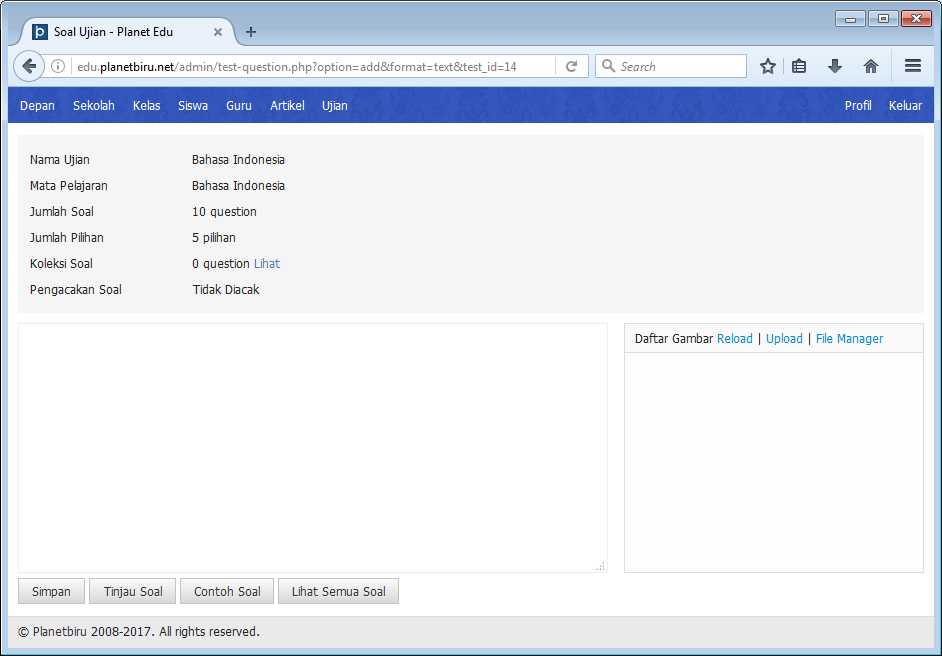 Soal Ujian - Planet Edu
edu.planetbiru.net/admin/test-question.php?option=add&format=text&test_id=14
Search
Depan Sekolah Kelas Siswa Guru Artikel Ujian Profil Keluar
Nama Ujian Bahasa Indonesia
Mata Pelajaran Bahasa Indonesia
Jumlah Soal 10 question
Jumlah Pilihan 5 pilihan
Koleksi Soal 0 question Lihat
Pengacakan Soal Tidak Diacak
Daftar Gambar Reload | Upload | File Manager
Simpan Tinjau Soal Contoh Soal Lihat Semua Soal
© Planetbiru 2008-2017. All rights reserved.